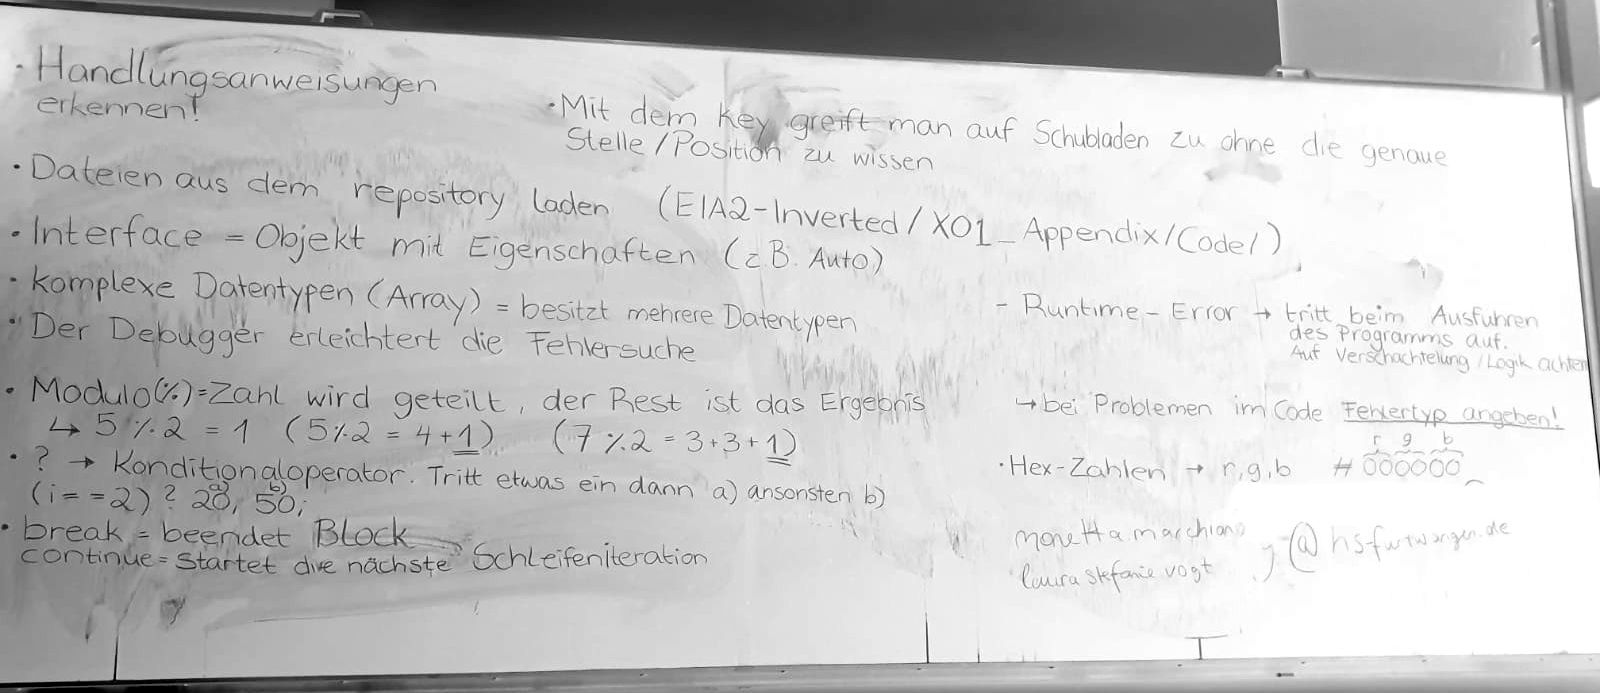 · Handlungsanweisungen
erkennen!
· Mit dem Key greift man auf Schubladen zu ohne die genaue
Stelle / Position zu wissen
· Dateien aus dem repository laden (EIA2-Inverted / X01_Appendix/Code/)
· Interface = Objekt mit Eigenschaften (z.B. Auto)
· komplexe Datentypen (Array) = besitzt mehrere Datentypen
· Der Debugger erleichtert die Fehlersuche
· Modulo(%)=Zahl wird geteilt, der Rest ist das Ergebnis
↳ 5 % 2 = 1 (5%2 = 4+1) (7 % 2 = 3+3+1)
· ? → Konditionaloperator. Tritt etwas ein dann a) ansonsten b)
a) b)
(i==2) ? 20, 50;
· break = beendet Block
continue = Startet die nächste Schleifeniteration
- Runtime-Error → tritt beim Ausfuhren
des Programms auf.
Auf Verschachtelung / Logik achten
↳ bei Problemen im Code Fehlertyp angeben!
r g b
· Hex-Zahlen → r,g,b # 000000
monetta.marchiano
@hs-furtwangen.de
laura stefanie vogt